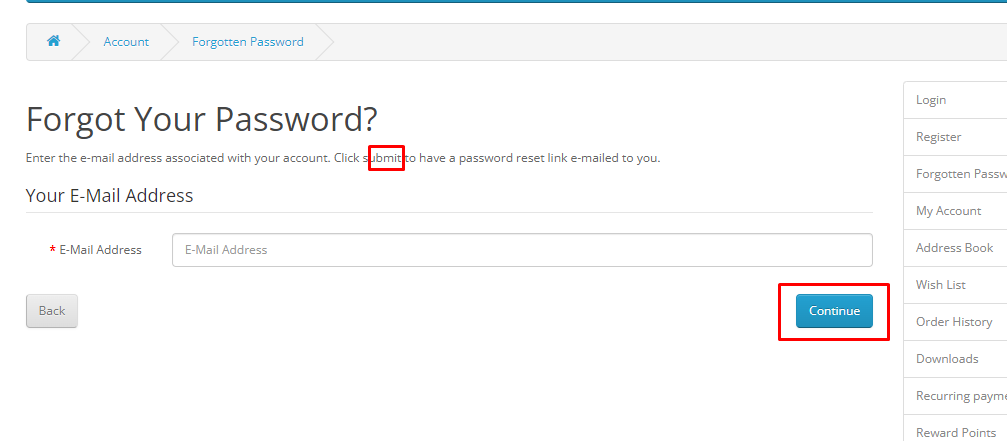 Account
Forgotten Password
Forgot Your Password?
Enter the e-mail address associated with your account. Click submit to have a password reset link e-mailed to you.
Your E-Mail Address
* E-Mail Address
E-Mail Address
Back
Continue
Login
Register
Forgotten Passw
My Account
Address Book
Wish List
Order History
Downloads
Recurring payme
Reward Points